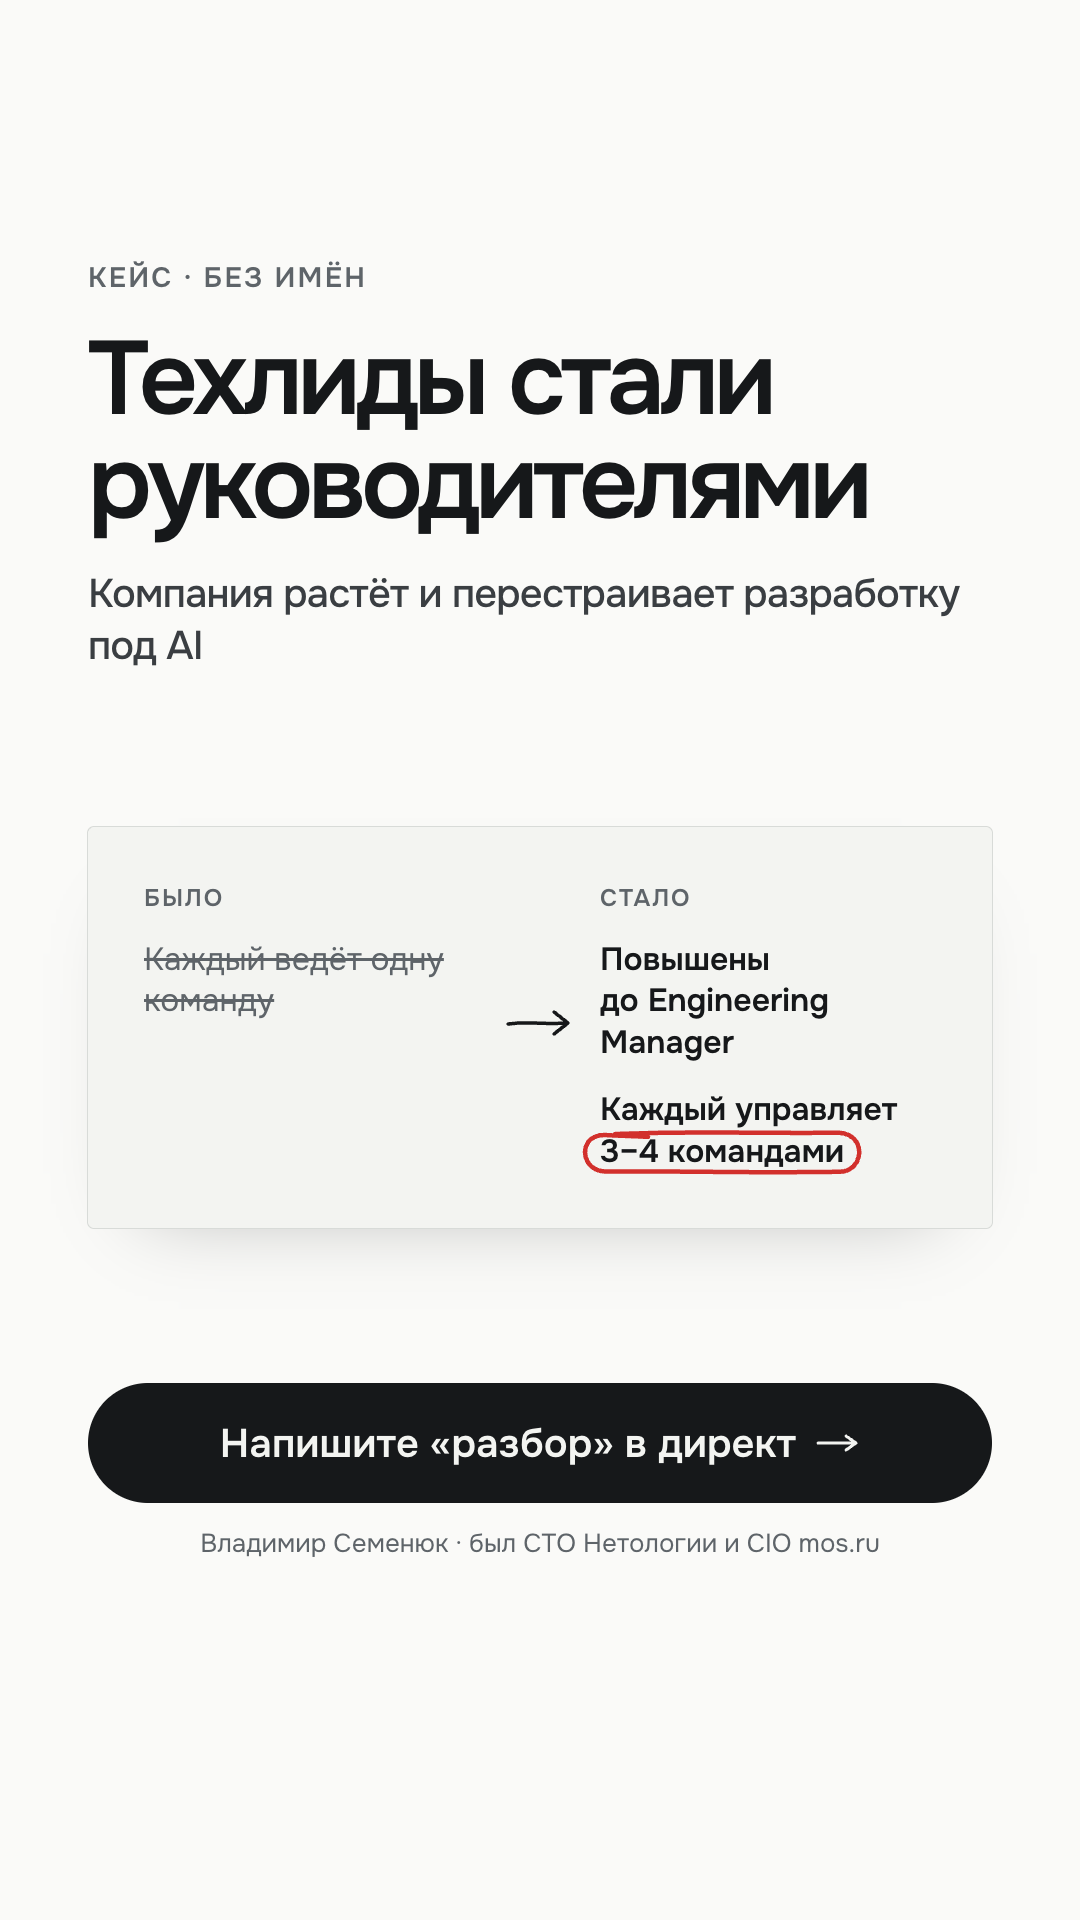 КЕЙС · БЕЗ ИМЁН
Техлиды стали
руководителями
Компания растёт и перестраивает разработку
под AI
БЫЛО
Каждый ведёт одну
команду
СТАЛО
Повышены
до Engineering
Manager
Каждый управляет
3–4 командами
Напишите «разбор» в директ →
Владимир Семенюк · был CTO Нетологии и CIO mos.ru